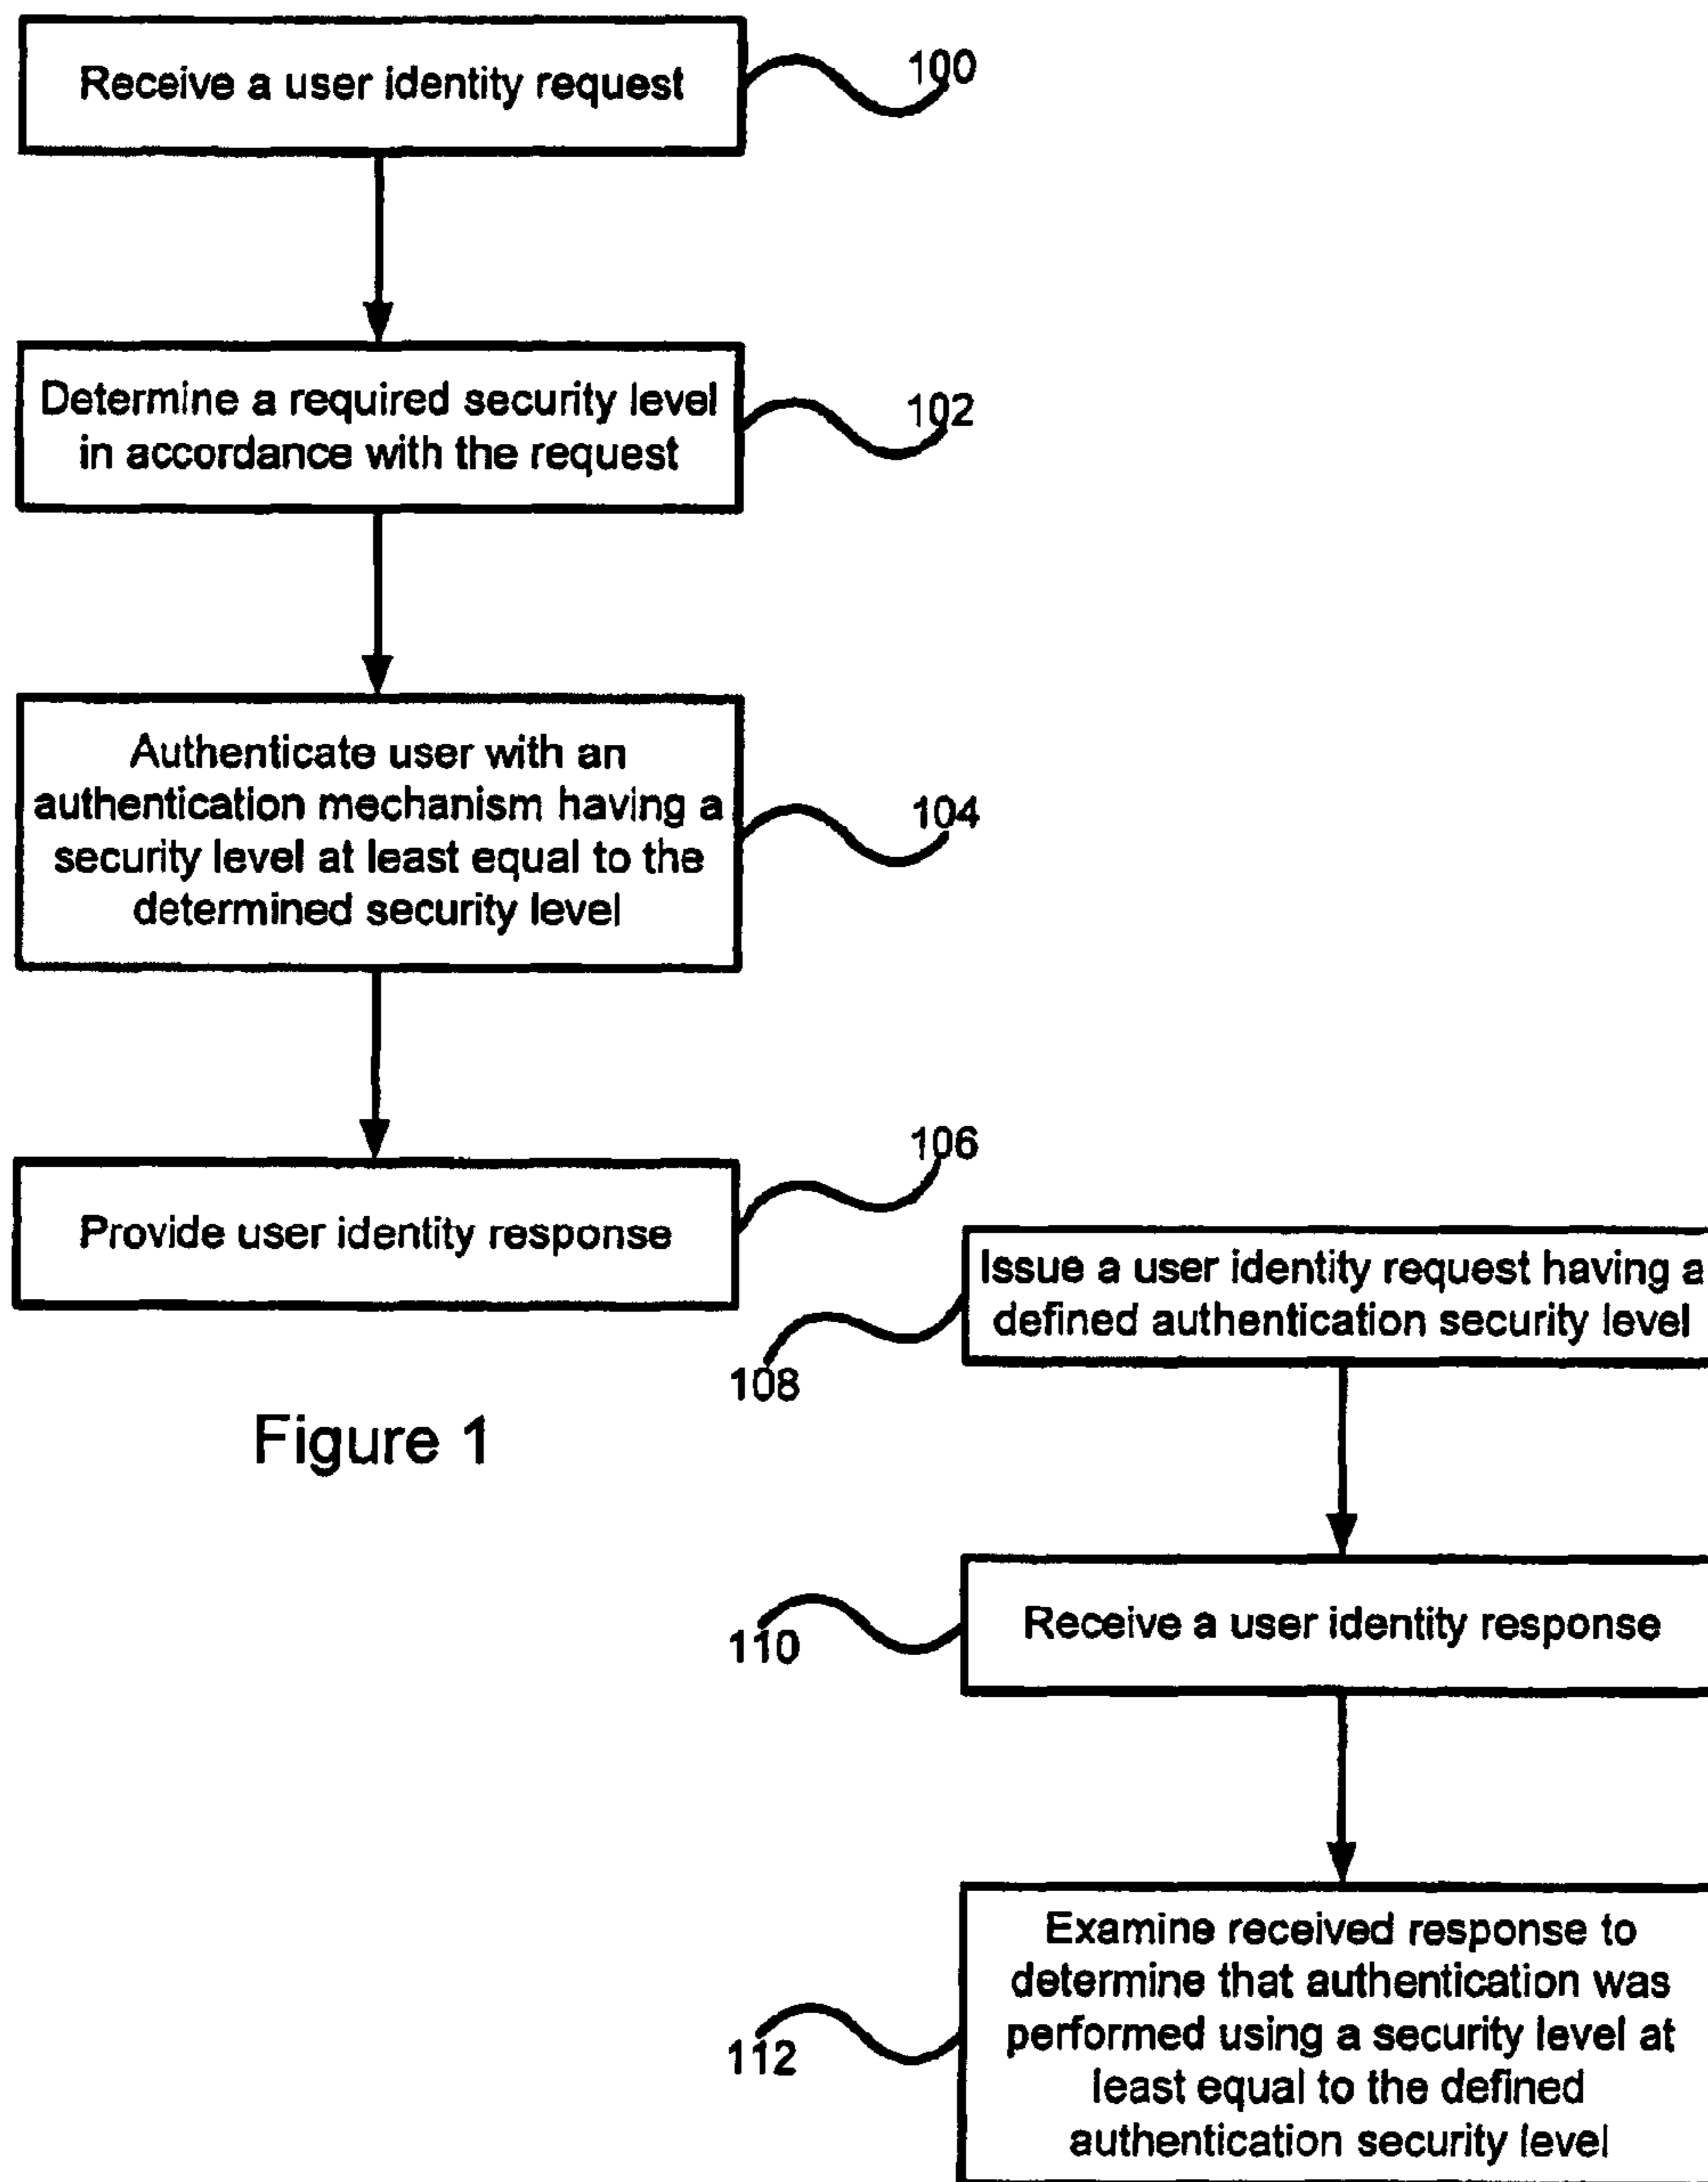 Receive a user identity request
100
Determine a required security level
in accordance with the request
102
Authenticate user with an
authentication mechanism having a
security level at least equal to the
determined security level
104
Provide user identity response
106
Figure 1
Issue a user identity request having a
defined authentication security level
108
Receive a user identity response
110
Examine received response to
determine that authentication was
performed using a security level at
least equal to the defined
authentication security level
112